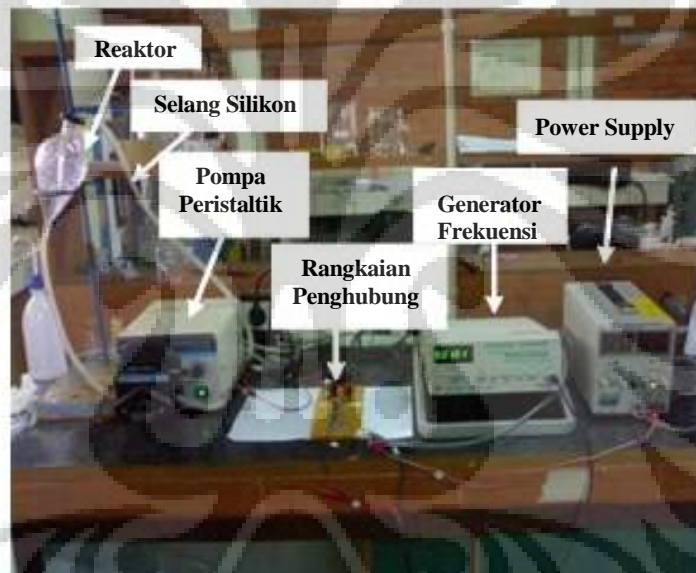 Reaktor
Selang Silikon
Power Supply
Pompa
Peristaltik
Generator
Frekuensi
Rangkaian
Penghubung